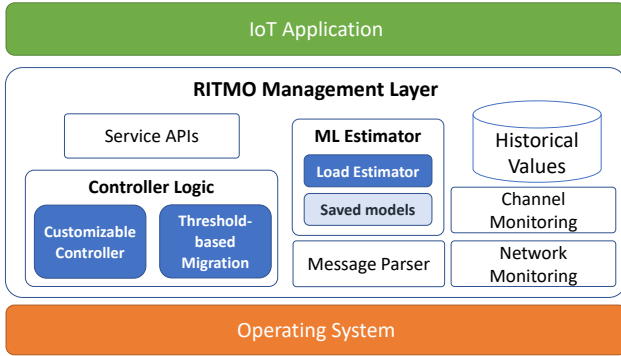 IoT Application
RITMO Management Layer
Service APIs
Controller Logic
Customizable
Controller
Threshold-
based
Migration
ML Estimator
Load Estimator
Saved models
Message Parser
Historical
Values
Channel
Monitoring
Network
Monitoring
Operating System